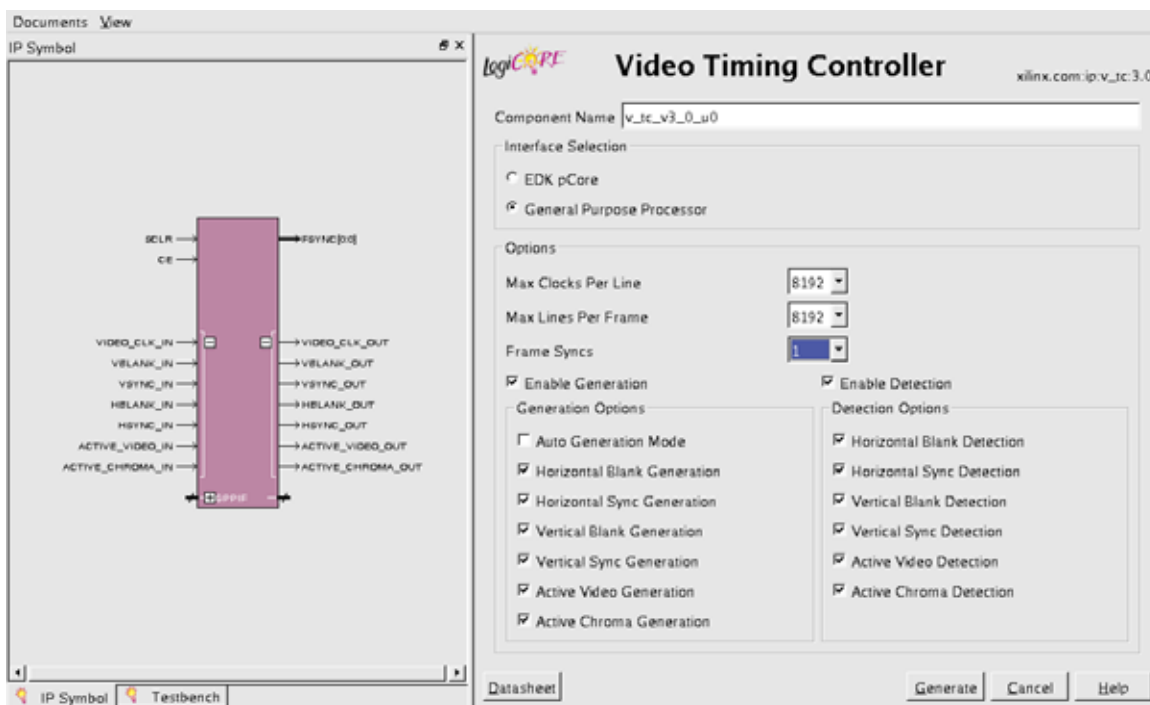 Documents View
IP Symbol
SCLR
CE
VIDEO_CLK_IN
VBLANK_IN
VSYNC_IN
HBLANK_IN
HSYNC_IN
ACTIVE_VIDEO_IN
ACTIVE_CHROMA_IN
FSYNC[0:0]
VIDEO_CLK_OUT
VBLANK_OUT
VSYNC_OUT
HBLANK_OUT
HSYNC_OUT
ACTIVE_VIDEO_OUT
ACTIVE_CHROMA_OUT
GPPIF
IP Symbol Testbench
LogiCORE
Video Timing Controller
xilinx.com:ip:v_tc:3.0
Component Name v_tc_v3_0_u0
Interface Selection
EDK pCore
General Purpose Processor
Options
Max Clocks Per Line 8192
Max Lines Per Frame 8192
Frame Syncs 1
Enable Generation
Generation Options
Auto Generation Mode
Horizontal Blank Generation
Horizontal Sync Generation
Vertical Blank Generation
Vertical Sync Generation
Active Video Generation
Active Chroma Generation
Enable Detection
Detection Options
Horizontal Blank Detection
Horizontal Sync Detection
Vertical Blank Detection
Vertical Sync Detection
Active Video Detection
Active Chroma Detection
Datasheet Generate Cancel Help